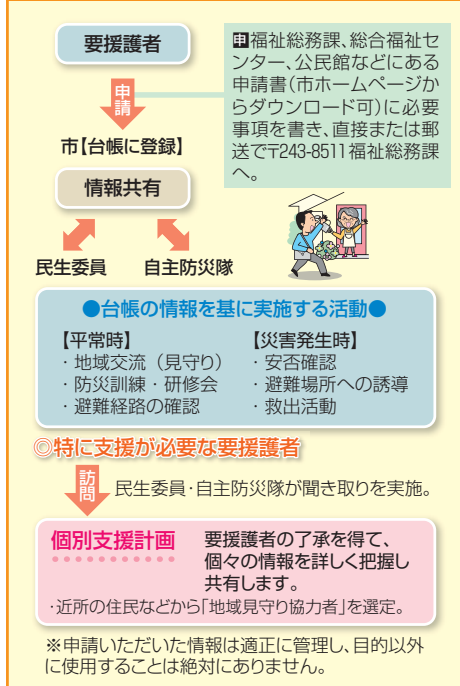 要援護者
申福祉総務課、総合福祉セ
ンター、公民館などにある
申請書(市ホームページか
らダウンロード可)に必要
事項を書き、直接または郵
送で〒243-8511福祉総務課
へ。
申請
市【台帳に登録】
情報共有
民生委員 自主防災隊
●台帳の情報を基に実施する活動●
【平常時】
・地域交流(見守り)
・防災訓練・研修会
・避難経路の確認
【災害発生時】
・安否確認
・避難場所への誘導
・救出活動
◎特に支援が必要な要援護者
訪問
民生委員・自主防災隊が聞き取りを実施。
個別支援計画
要援護者の了承を得て、
個々の情報を詳しく把握し
共有します。
・近所の住民などから「地域見守り協力者」を選定。
※申請いただいた情報は適正に管理し、目的以外
に使用することは絶対にありません。